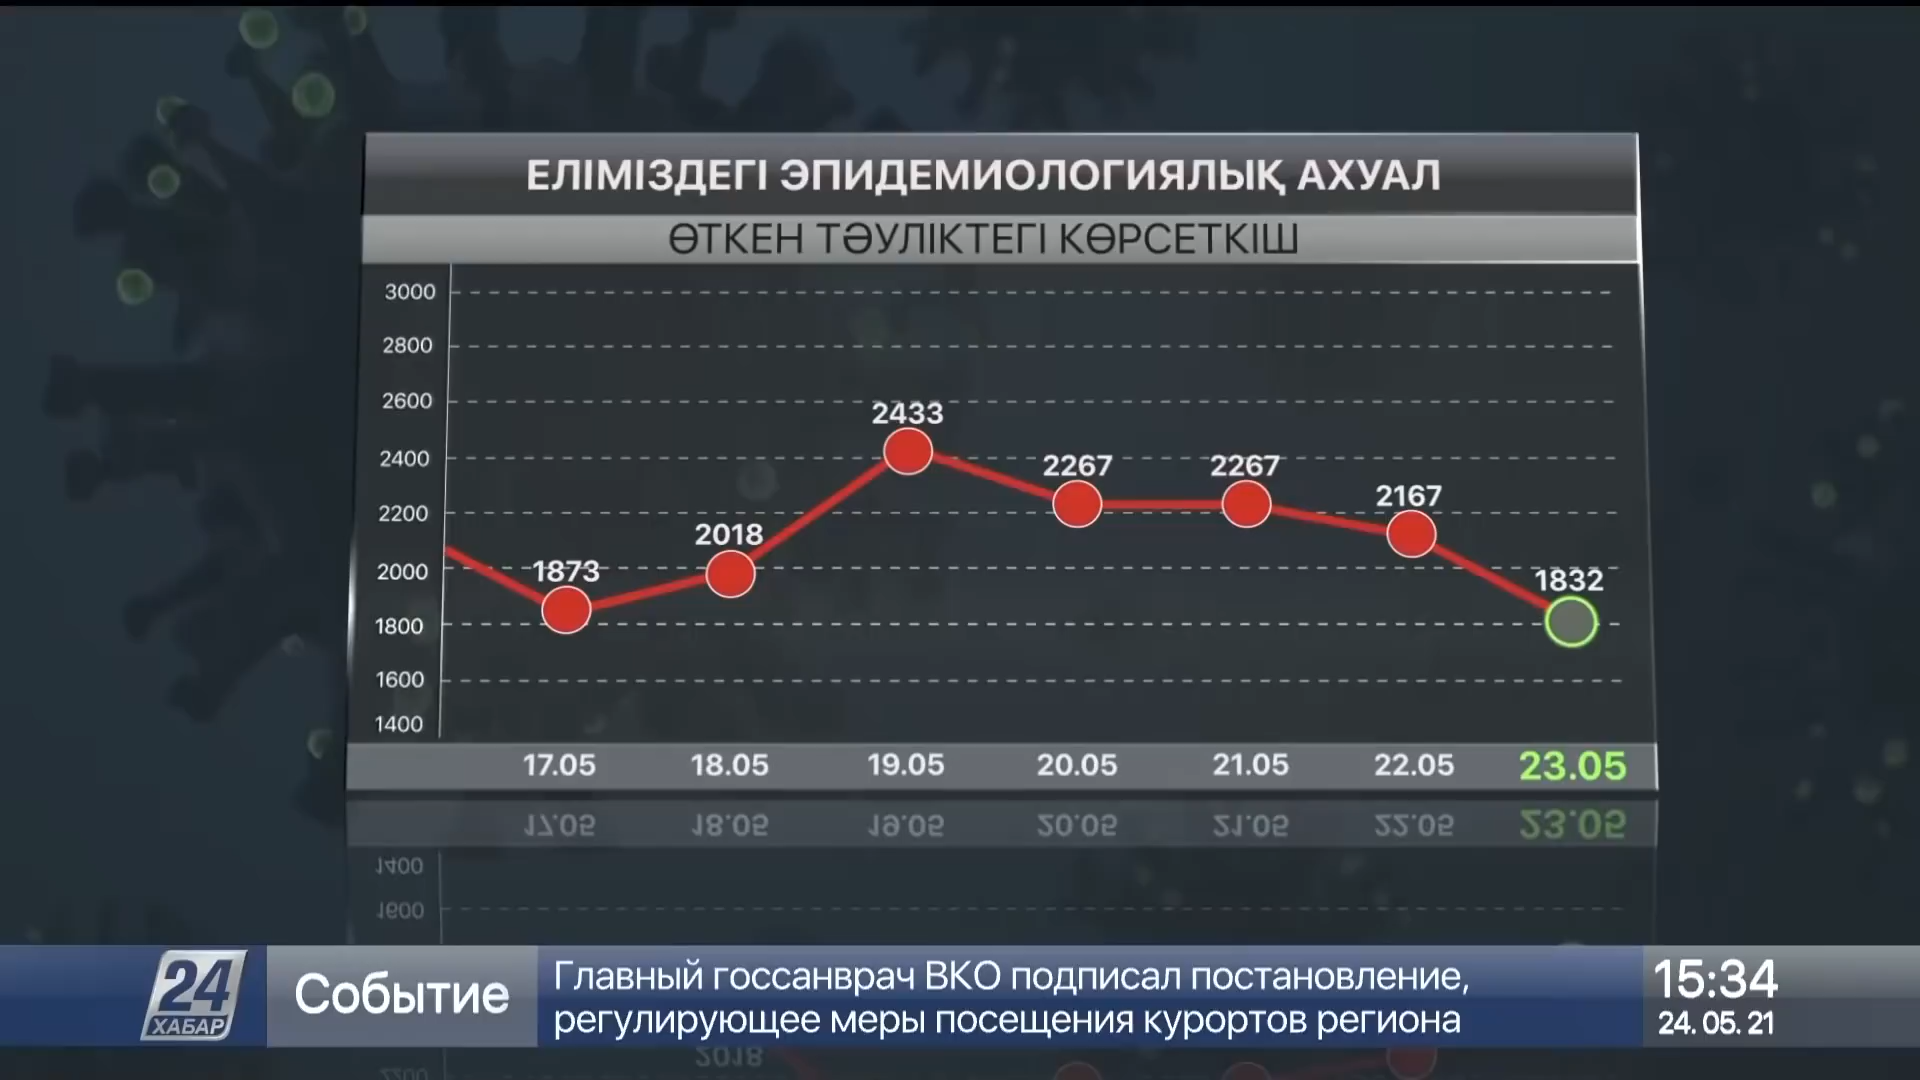 ЕЛІМІЗДЕГІ ЭПИДЕМИОЛОГИЯЛЫҚ АХУАЛ
ӨТКЕН ТӘУЛІКТЕГІ КӨРСЕТКІШ
3000
2800
2600
2400
2200
2000
1800
1600
1400
1873
2018
2433
2267
2267
2167
1832
17.05 18.05 19.05 20.05 21.05 22.05 23.05
24
ХАБАР
Событие
Главный госсанврач ВКО подписал постановление,
регулирующее меры посещения курортов региона
15:34
24. 05. 21